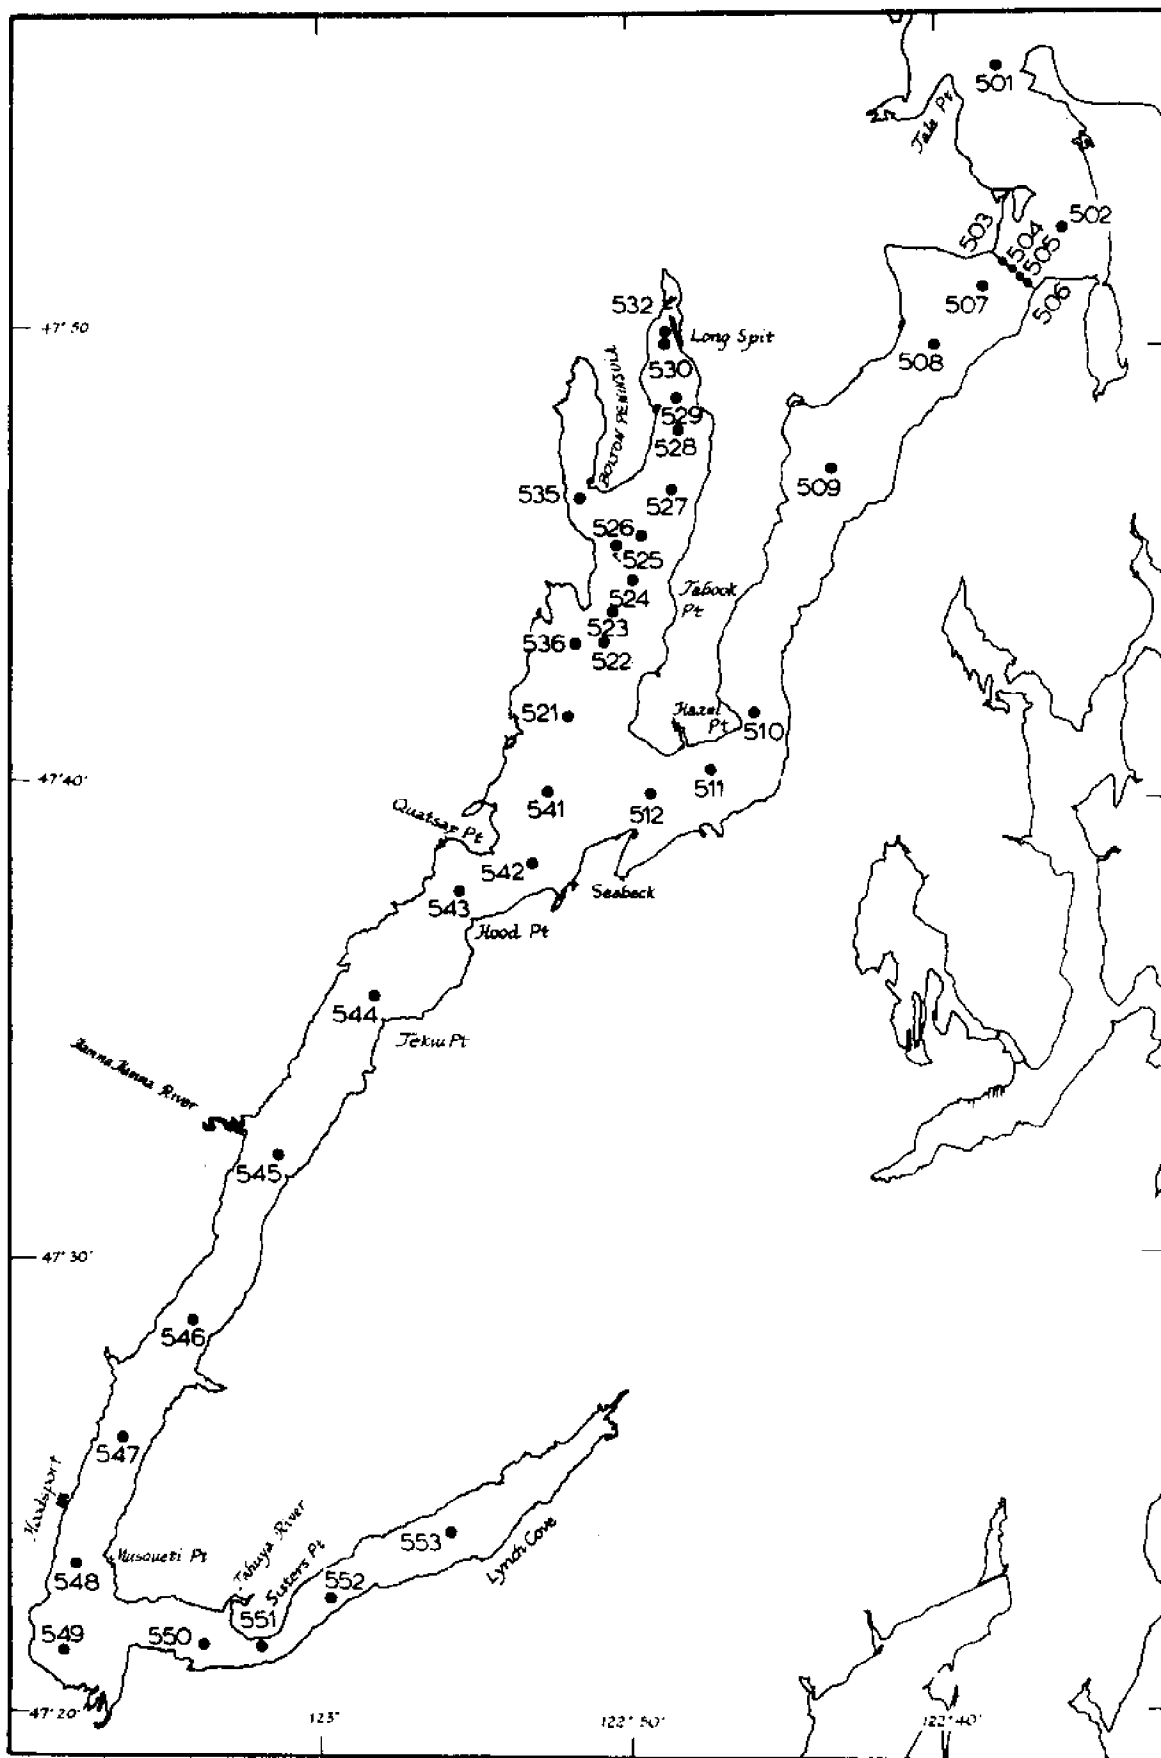 501
Tala Pt
502
503
504
505
506
507
508
532
47°50'
Long Spit
530
BOLTON PENINSULA
529
528
509
535
527
526
525
Tabook
Pt
524
523
536
522
521
Hazel
Pt
510
47°40'
511
541
512
Quatsap Pt
542
Seabeck
543
Hood Pt
544
Tekiu Pt
Hamma Hamma River
545
47°30'
546
547
Hoodsport
553
Lynch Cove
Musqueti Pt
Tahuya River
Sisters Pt
548
552
551
550
549
47°20'
123°
122°50'
122°40'